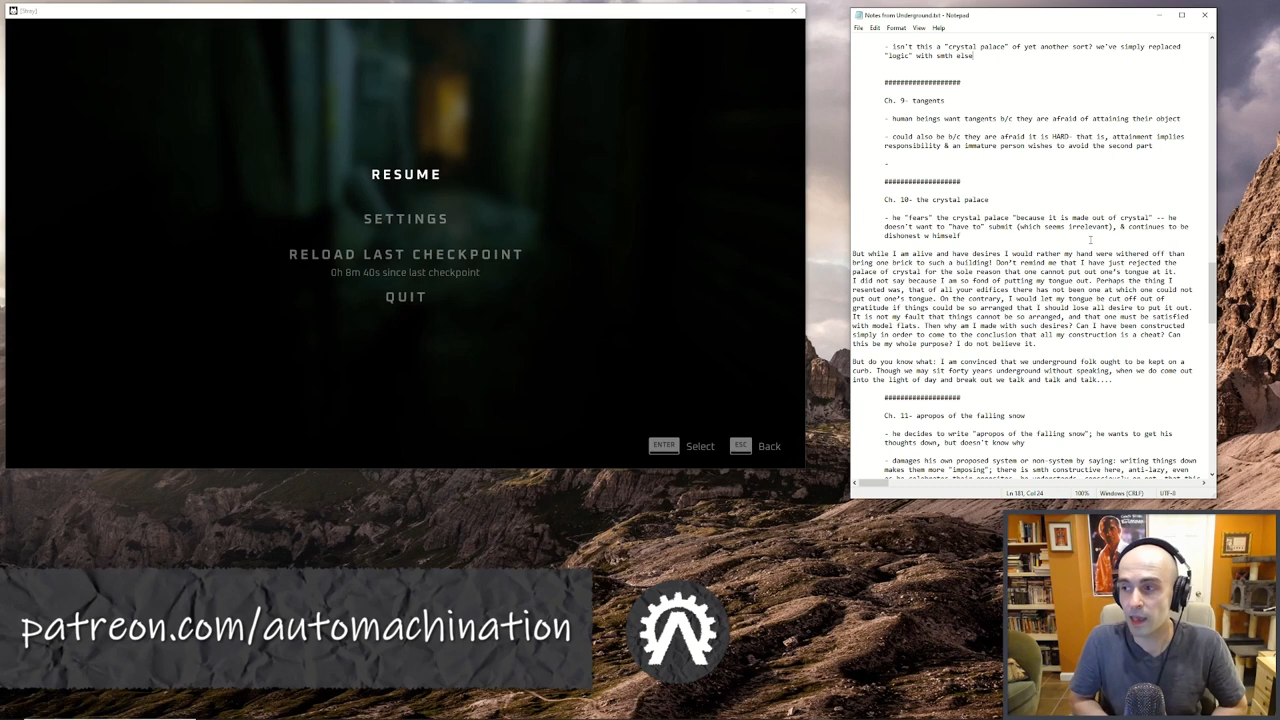 [Stray]
RESUME
SETTINGS
RELOAD LAST CHECKPOINT
0h 8m 40s since last checkpoint
QUIT
ENTER Select ESC Back
Notes from Underground.txt - Notepad
File Edit Format View Help
- isn't this a "crystal palace" of yet another sort? we've simply replaced
"logic" with smth else
###################
Ch. 9- tangents
- human beings want tangents b/c they are afraid of attaining their object
- could also be b/c they are afraid it is HARD- that is, attainment implies
responsibility & an immature person wishes to avoid the second part
-
###################
Ch. 10- the crystal palace
- he "fears" the crystal palace "because it is made out of crystal" -- he
doesn't want to "have to" submit (which seems irrelevant), & continues to be
dishonest w himself
But while I am alive and have desires I would rather my hand were withered off than
bring one brick to such a building! Don't remind me that I have just rejected the
palace of crystal for the sole reason that one cannot put out one's tongue at it.
I did not say because I am so fond of putting my tongue out. Perhaps the thing I
resented was, that of all your edifices there has not been one at which one could not
put out one's tongue. On the contrary, I would let my tongue be cut off out of
gratitude if things could be so arranged that I should lose all desire to put it out.
It is not my fault that things cannot be so arranged, and that one must be satisfied
with model flats. Then why am I made with such desires? Can I have been constructed
simply in order to come to the conclusion that all my construction is a cheat? Can
this be my whole purpose? I do not believe it.
But do you know what: I am convinced that we underground folk ought to be kept on a
curb. Though we may sit forty years underground without speaking, when we do come out
into the light of day and break out we talk and talk and talk....
###################
Ch. 11- apropos of the falling snow
- he decides to write "apropos of the falling snow"; he wants to get his
thoughts down, but doesn't know why
- damages his own proposed system or non-system by saying: writing things down
makes them more "imposing"; there is smth constructive here, anti-lazy, even
Ln 181, Col 24 100% Windows (CRLF) UTF-8
patreon.com/automachination